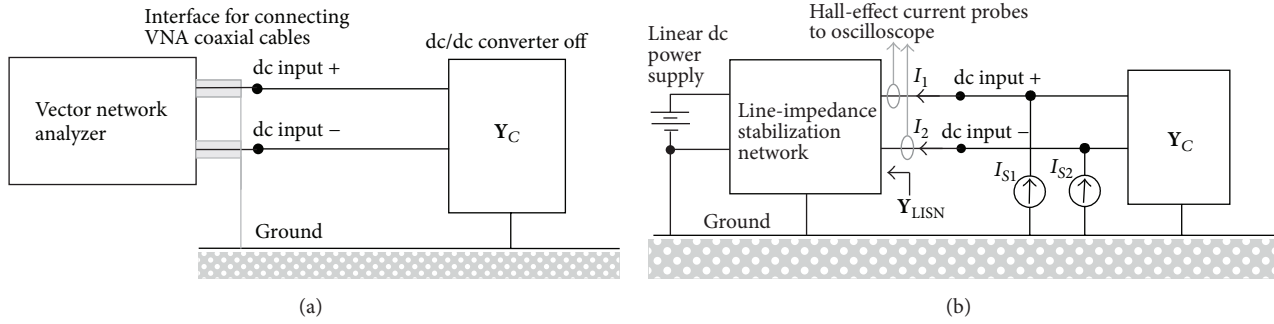 Interface for connecting
VNA coaxial cables
dc/dc converter off
dc input +
Vector network
analyzer
dc input −
Y_C
Ground
(a)
Hall-effect current probes
to oscilloscope
Linear dc
power
supply
I_1
dc input +
Line-impedance
stabilization
network
I_2
dc input −
Y_C
I_S1
I_S2
Y_LISN
Ground
(b)